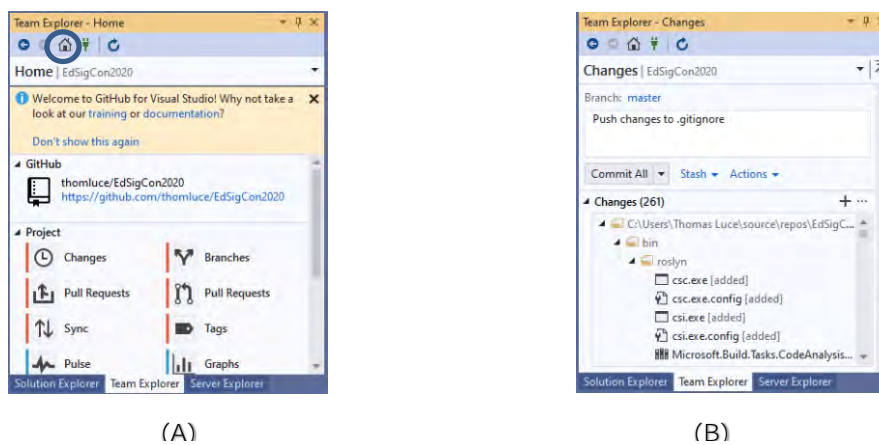 Team Explorer - Home
Home | EdSigCon2020
Welcome to GitHub for Visual Studio! Why not take a
look at our training or documentation?
Don't show this again
GitHub
thomluce/EdSigCon2020
https://github.com/thomluce/EdSigCon2020
Project
Changes
Branches
Pull Requests
Pull Requests
Sync
Tags
Pulse
Graphs
Solution Explorer Team Explorer Server Explorer
(A)
Team Explorer - Changes
Changes | EdSigCon2020
Branch: master
Push changes to .gitignore
Commit All Stash Actions
Changes (261)
C:\Users\Thomas Luce\source\repos\EdSigC...
bin
roslyn
csc.exe [added]
csc.exe.config [added]
csi.exe [added]
csi.exe.config [added]
Microsoft.Build.Tasks.CodeAnalysis...
Solution Explorer Team Explorer Server Explorer
(B)